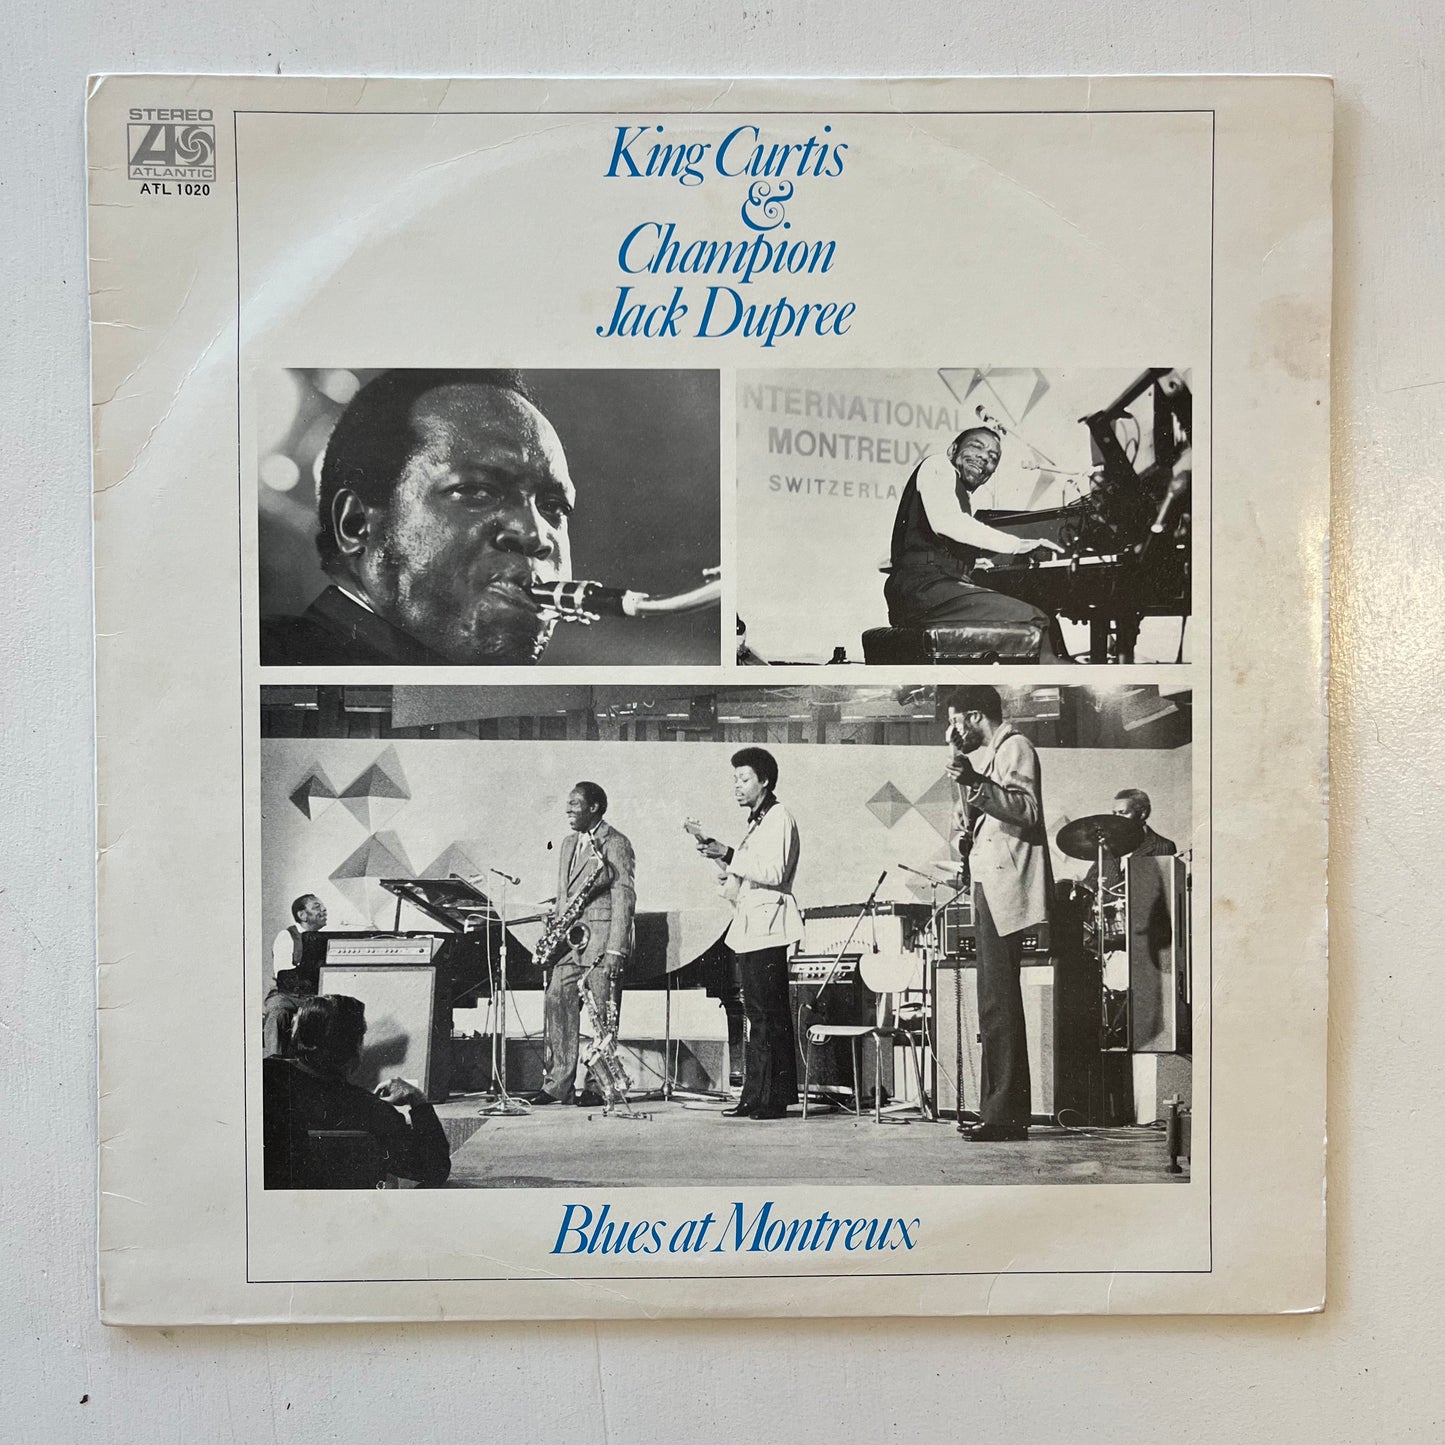 STEREO
ATLANTIC
ATL 1020
King Curtis
&
Champion
Jack Dupree
NTERNATIONAL
MONTREUX
SWITZERLA
Blues at Montreux